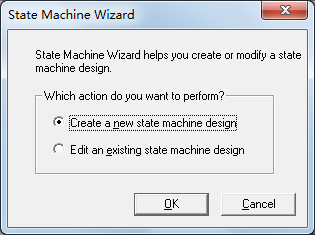 State Machine Wizard
State Machine Wizard helps you create or modify a state
machine design.
Which action do you want to perform?
Create a new state machine design
Edit an existing state machine design
OK
Cancel